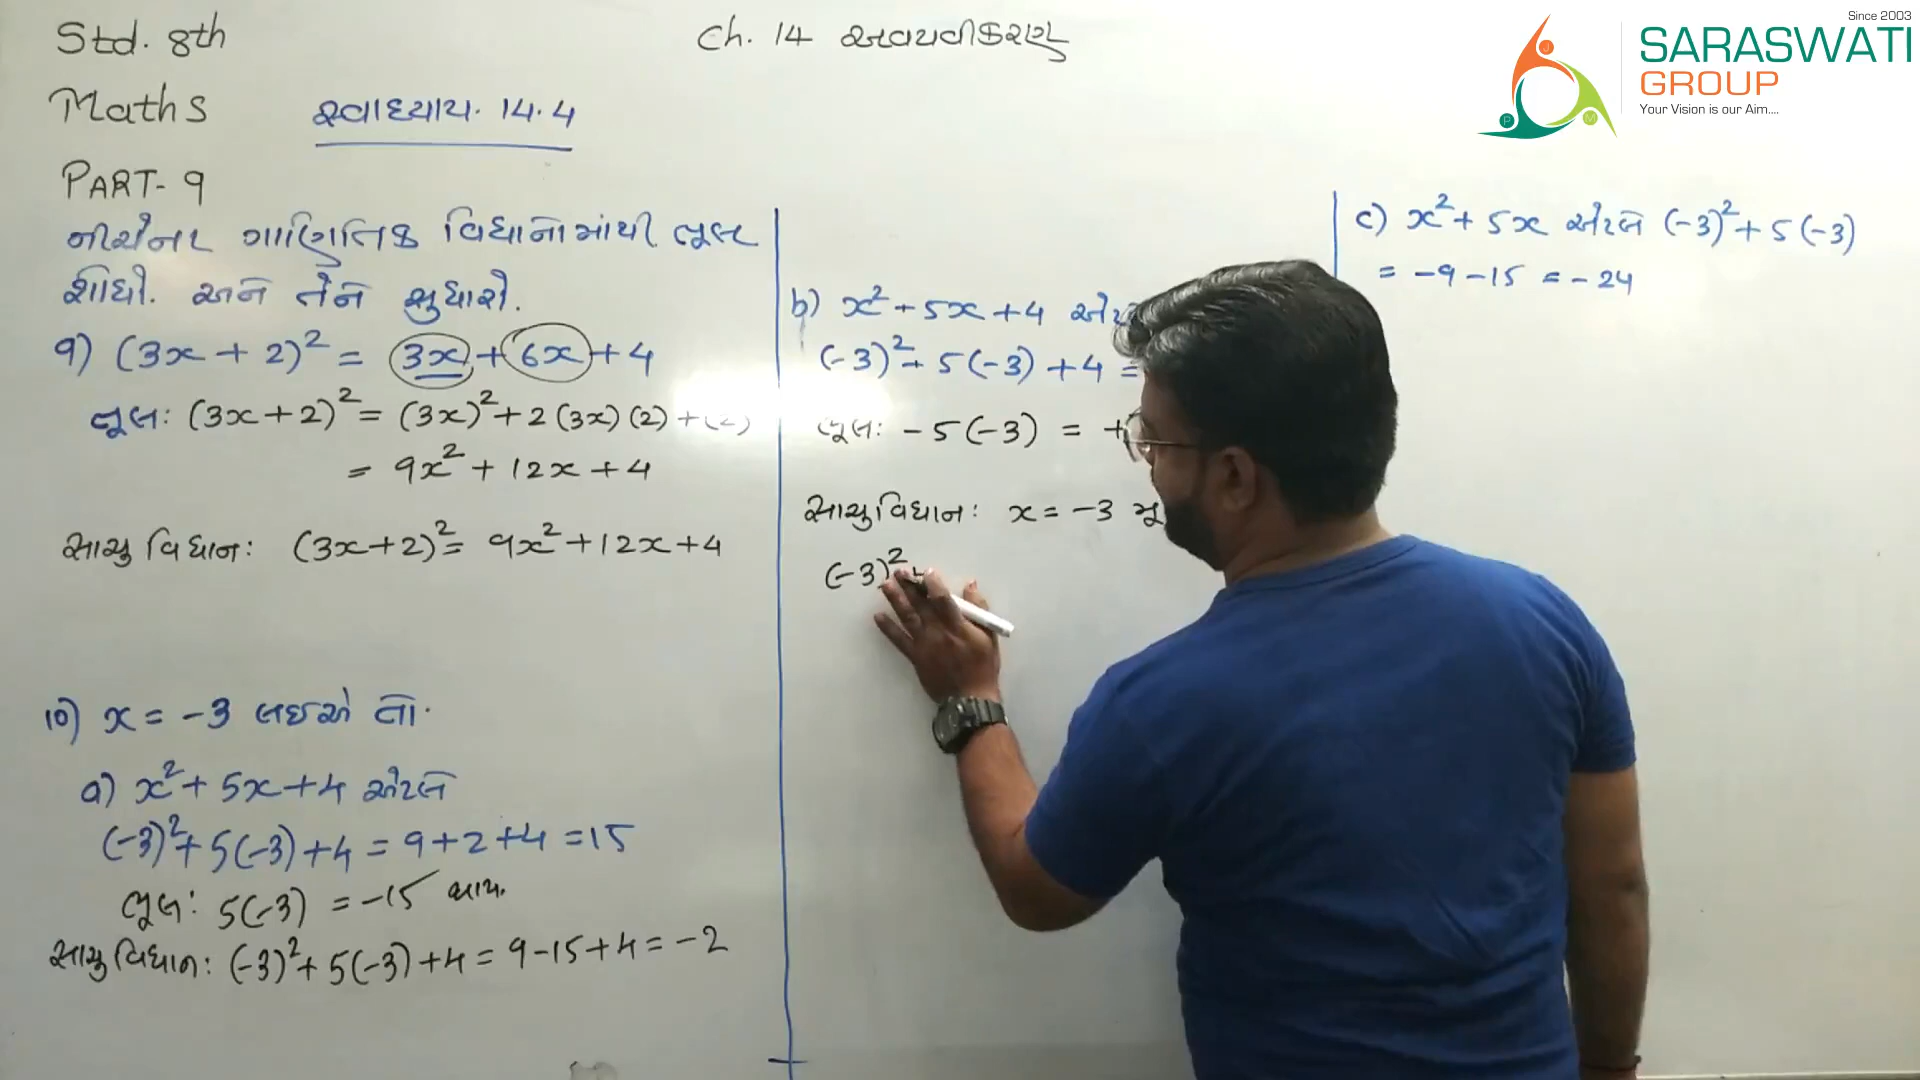 Std. 8th
Maths
Ch. 14 અવયવીકરણ
સ્વાધ્યાય. 14.4
PART-9
નીચેનાં ગાણિતિક વિધાનોમાંથી ભૂલ
શોધો. અને તેને સુધારો.
9) (3x + 2)² = 3x + 6x + 4
ભૂલ: (3x+2)² = (3x)² + 2(3x)(2) + (2)
= 9x² + 12x + 4
સાચુ વિધાન: (3x+2)² = 9x² + 12x + 4
10) x = -3 લઈએ તો.
a) x² + 5x + 4 એટલે
(-3)² + 5(-3) + 4 = 9 + 2 + 4 = 15
ભૂલ: 5(-3) = -15 થાય.
સાચુ વિધાન: (-3)² + 5(-3) + 4 = 9 - 15 + 4 = -2
b) x² - 5x + 4
(-3)² - 5(-3) + 4 =
ભૂલ: -5(-3) = +
સાચુ વિધાન: x = -3
(-3)²
c) x² + 5x એટલે (-3)² + 5(-3)
= -9 - 15 = -24
Since 2003
SARASWATI
GROUP
Your Vision is our Aim....
J
P
M